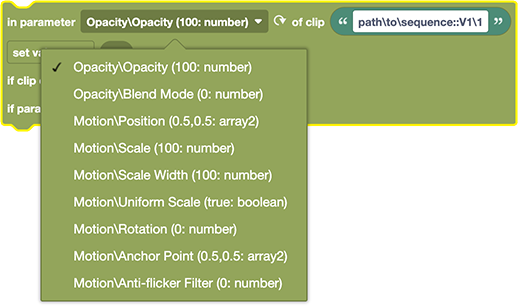 in parameter Opacity\Opacity (100: number) of clip “ path\to\sequence::V1\1 ”
set va
✓ Opacity\Opacity (100: number)
if clip
Opacity\Blend Mode (0: number)
if para
Motion\Position (0.5,0.5: array2)
Motion\Scale (100: number)
Motion\Scale Width (100: number)
Motion\Uniform Scale (true: boolean)
Motion\Rotation (0: number)
Motion\Anchor Point (0.5,0.5: array2)
Motion\Anti-flicker Filter (0: number)